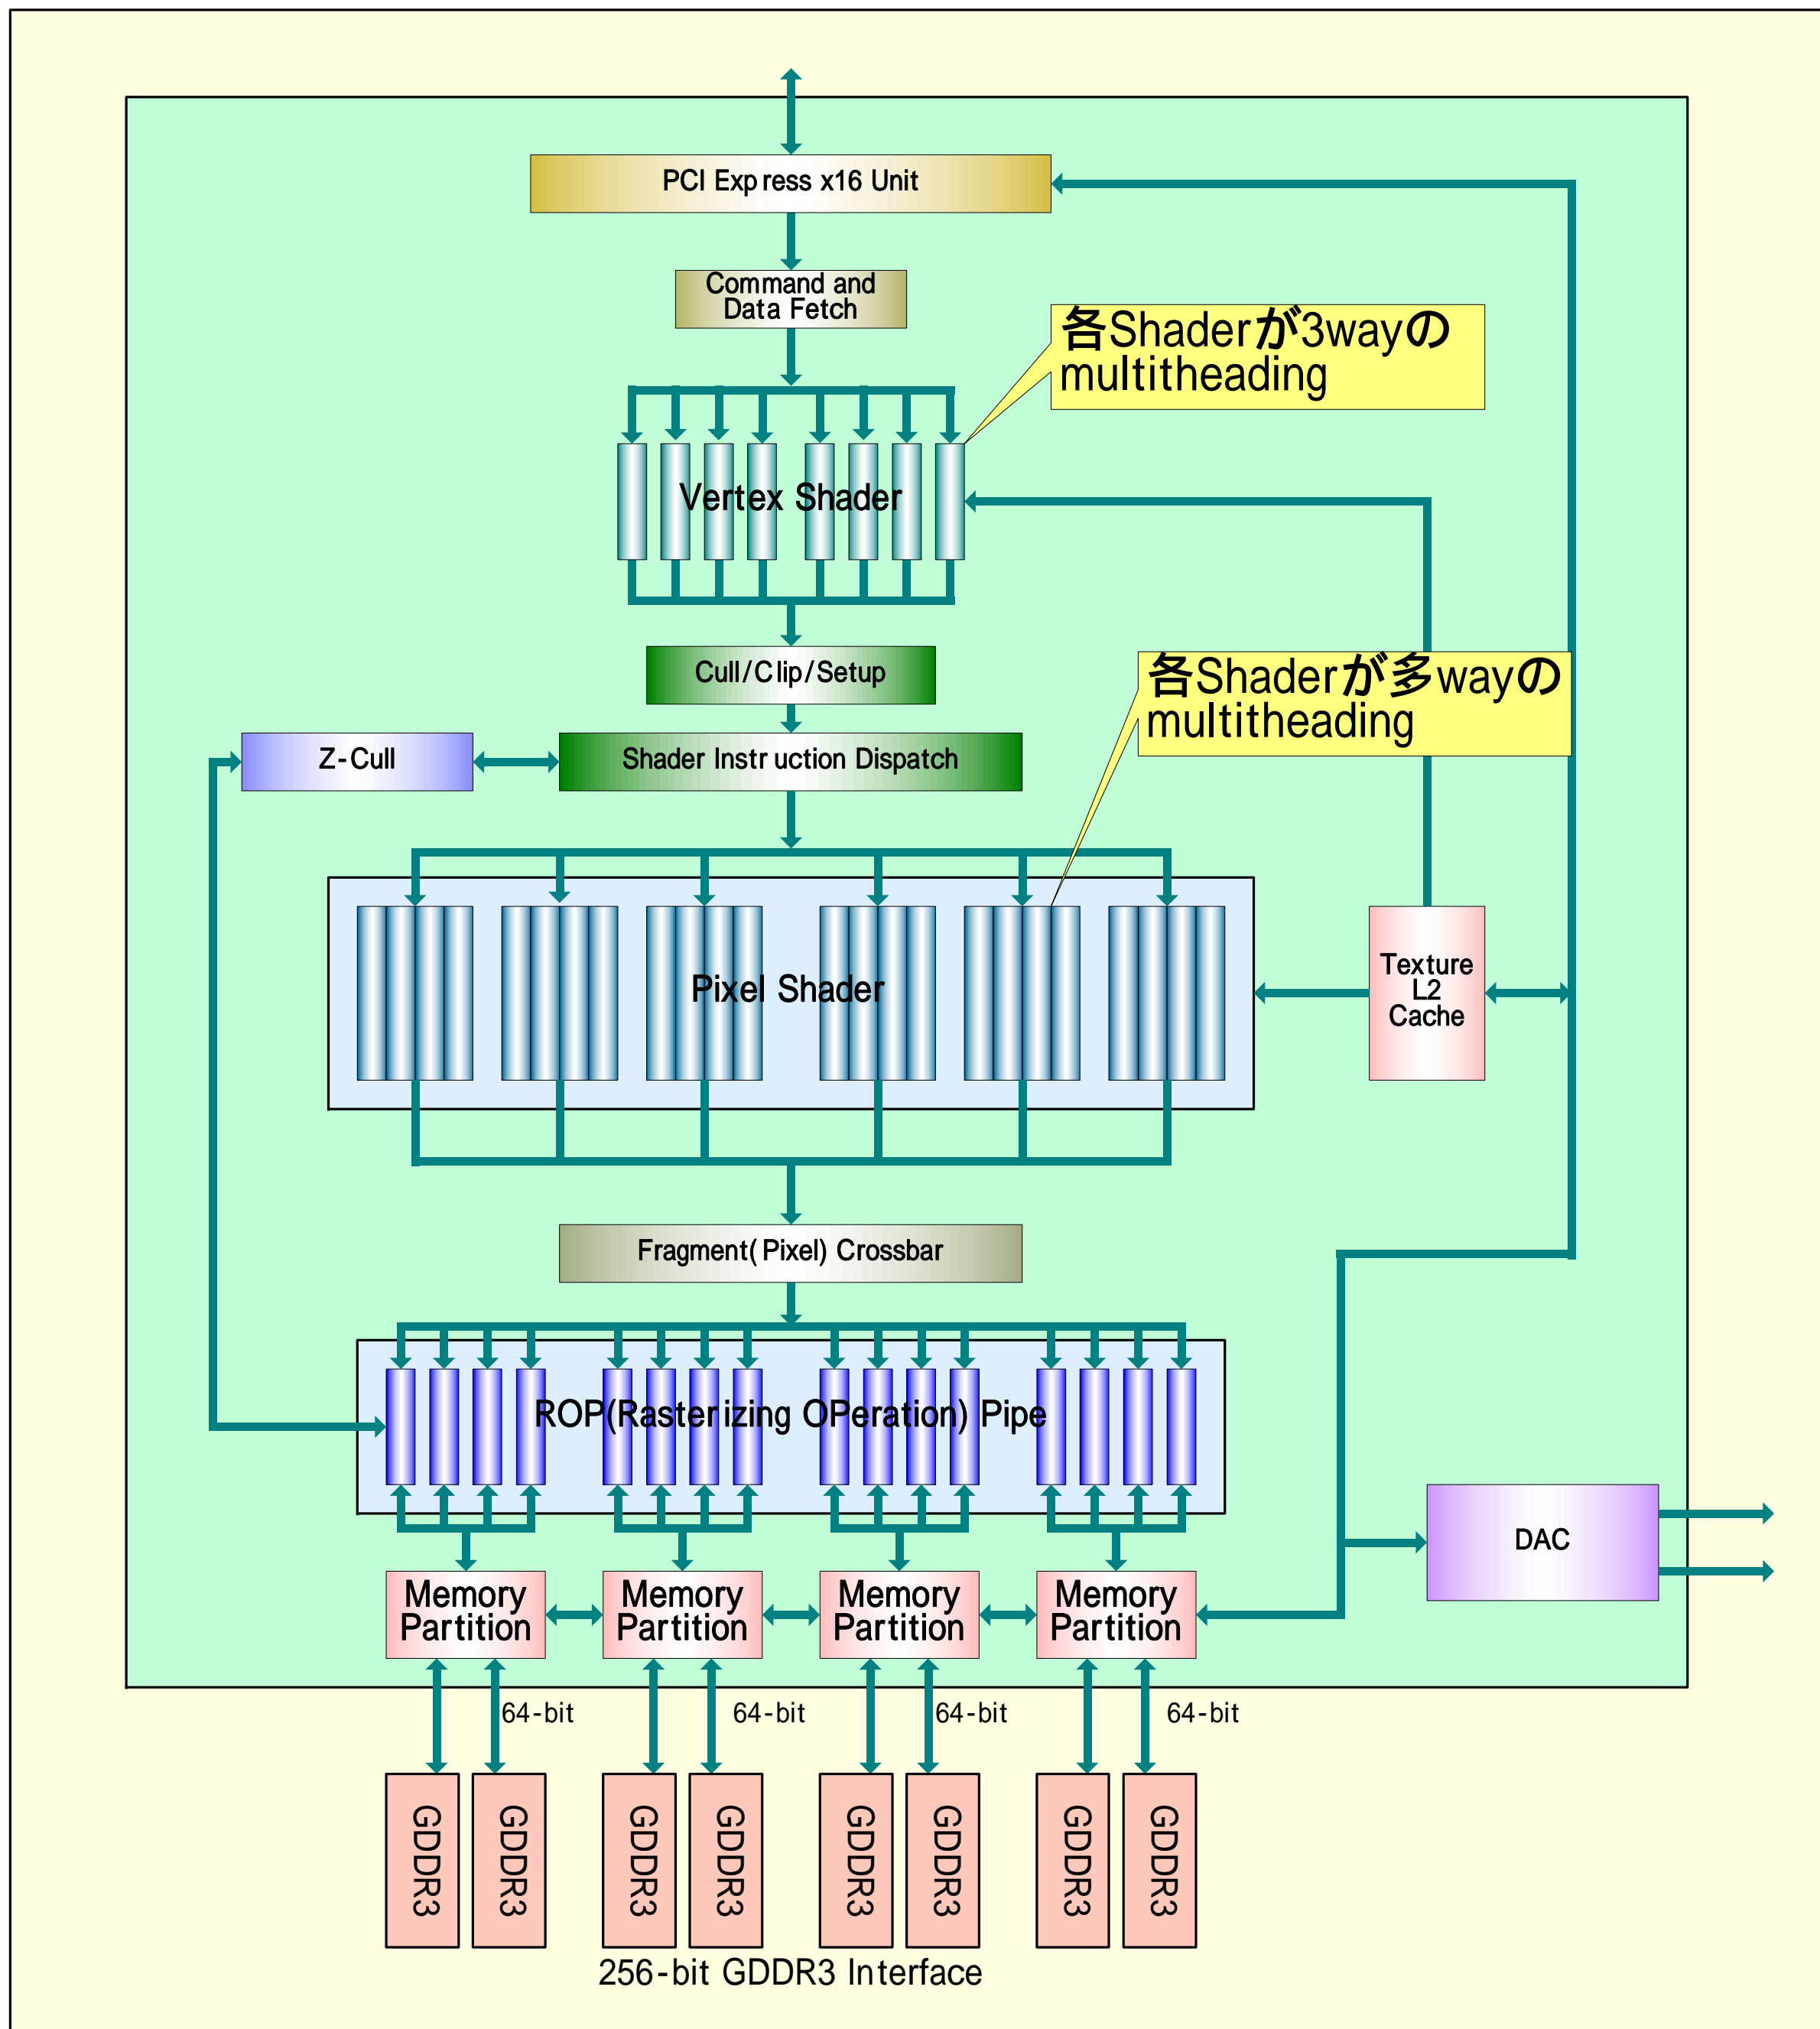 PCI Express x16 Unit
Command and
Data Fetch
各Shaderが3wayの
multitheading
Vertex Shader
Cull/Clip/Setup
各Shaderが多wayの
multitheading
Z-Cull
Shader Instruction Dispatch
Pixel Shader
Texture
L2
Cache
Fragment(Pixel) Crossbar
ROP(Rasterizing OPeration) Pipe
DAC
Memory
Partition
Memory
Partition
Memory
Partition
Memory
Partition
64-bit
64-bit
64-bit
64-bit
GDDR3
GDDR3
GDDR3
GDDR3
GDDR3
GDDR3
GDDR3
GDDR3
256-bit GDDR3 Interface